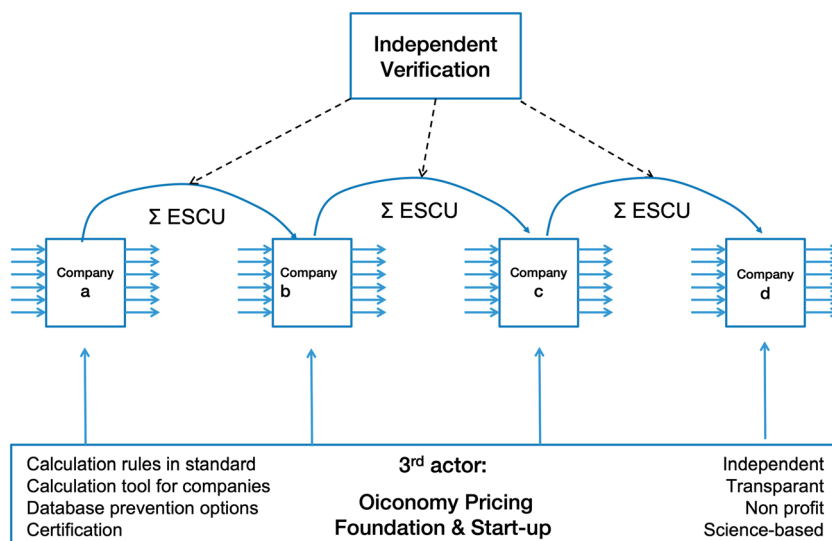 Independent
Verification
Σ ESCU
Σ ESCU
Σ ESCU
Company
a
Company
b
Company
c
Company
d
Calculation rules in standard
Calculation tool for companies
Database prevention options
Certification
3rd actor:
Oiconomy Pricing
Foundation & Start-up
Independent
Transparant
Non profit
Science-based